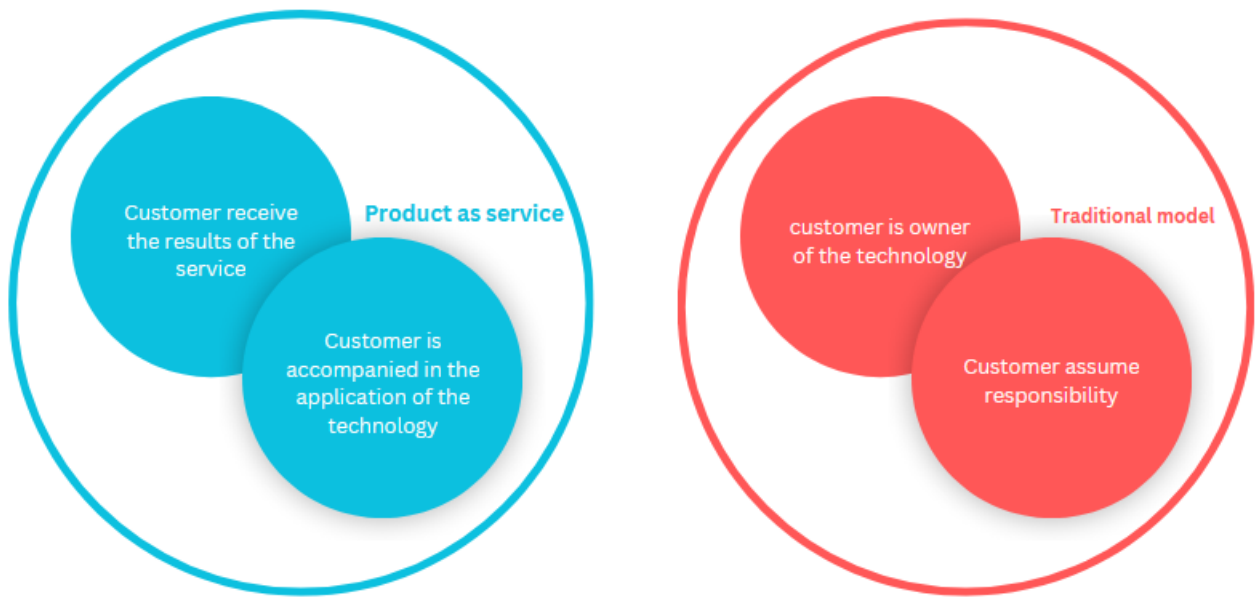 Customer receive
the results of the
service
Product as service
Customer is
accompanied in the
application of the
technology
customer is owner
of the technology
Traditional model
Customer assume
responsibility